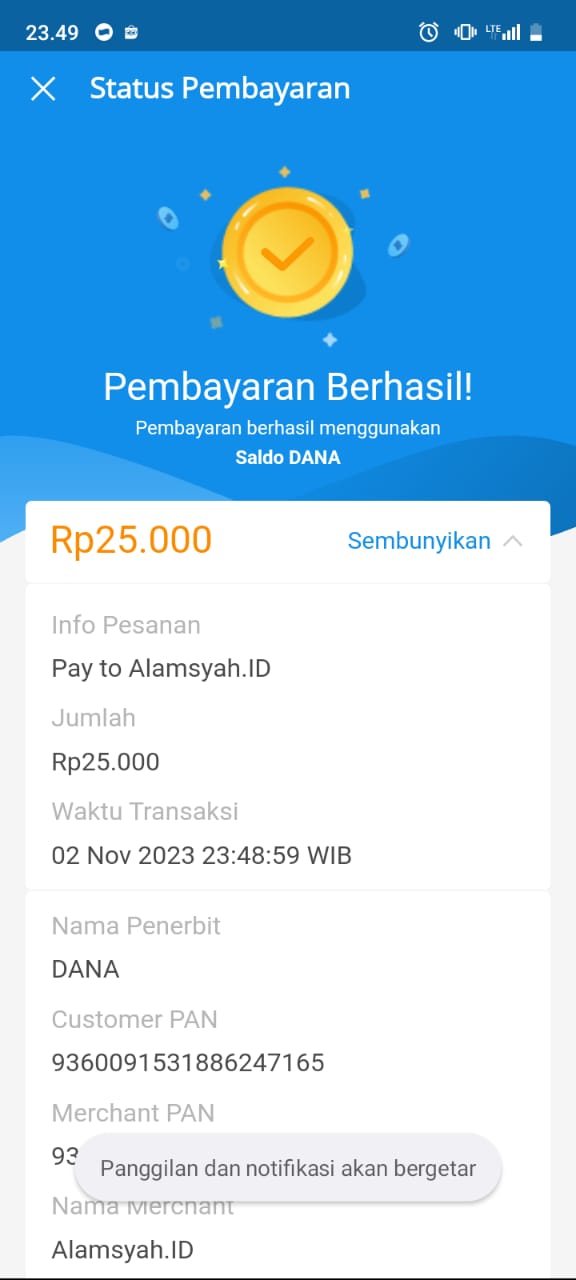 23.49
LTE
Status Pembayaran
Pembayaran Berhasil!
Pembayaran berhasil menggunakan
Saldo DANA
Rp25.000 Sembunyikan
Info Pesanan
Pay to Alamsyah.ID
Jumlah
Rp25.000
Waktu Transaksi
02 Nov 2023 23:48:59 WIB
Nama Penerbit
DANA
Customer PAN
9360091531886247165
Merchant PAN
93
Panggilan dan notifikasi akan bergetar
Nama Merchant
Alamsyah.ID